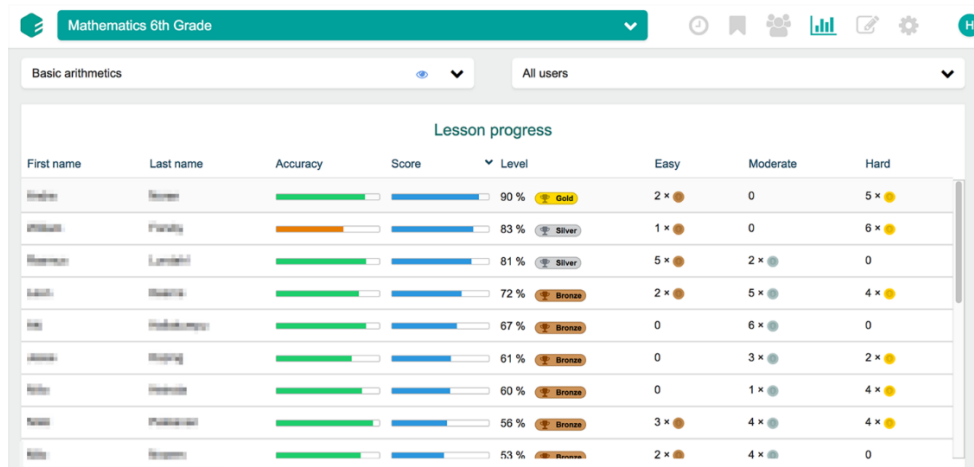 Mathematics 6th Grade
H
Basic arithmetics
All users
Lesson progress
First name Last name Accuracy Score Level Easy Moderate Hard
90 % Gold 2 × 0 5 ×
83 % Silver 1 × 0 6 ×
81 % Silver 5 × 2 × 0
72 % Bronze 2 × 5 × 4 ×
67 % Bronze 0 6 × 0
61 % Bronze 0 3 × 2 ×
60 % Bronze 0 1 × 4 ×
56 % Bronze 3 × 4 × 4 ×
53 % Bronze 2 × 4 × 0